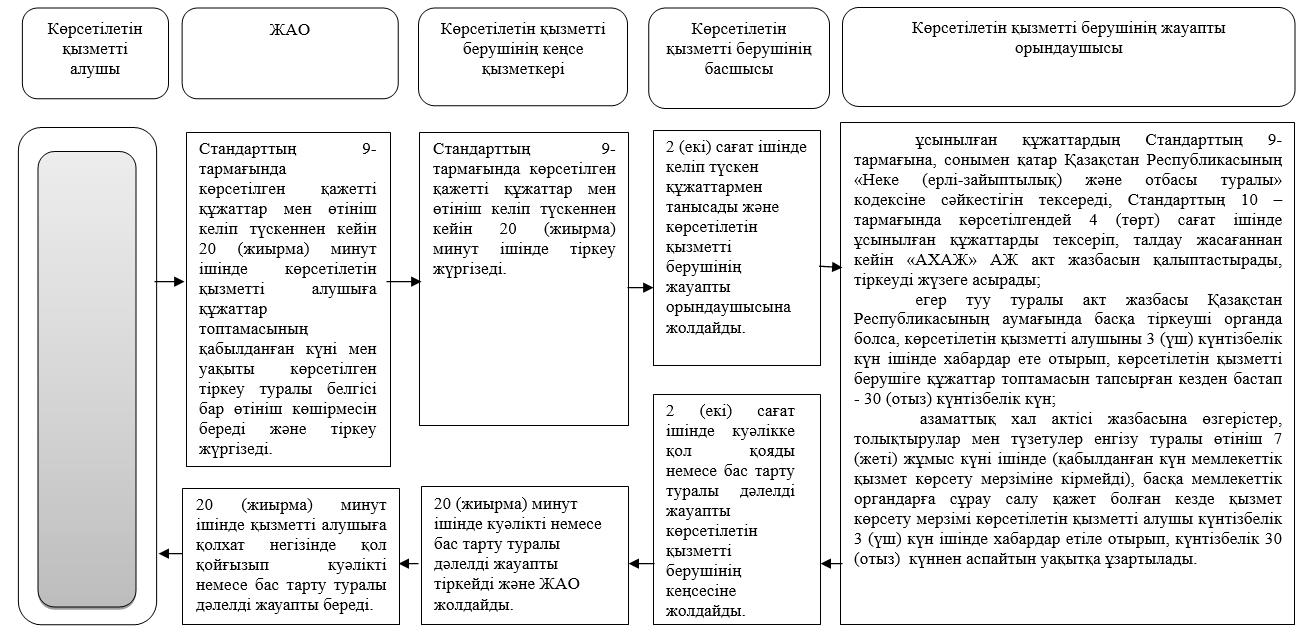 Көрсетілетін
қызметті
алушы
ЖАО
Көрсетілетін қызметті
берушінің кеңсе
қызметкері
Көрсетілетін
қызметті берушінің
басшысы
Көрсетілетін қызметті берушінің жауапты
орындаушысы
Стандарттың 9-
тармағында
көрсетілген қажетті
құжаттар мен өтініш
келіп түскеннен кейін
20 (жиырма) минут
ішінде көрсетілетін
қызметті алушыға
құжаттар
топтамасының
қабылданған күні мен
уақыты көрсетілген
тіркеу туралы белгісі
бар өтініш көшірмесін
береді және тіркеу
жүргізеді.
Стандарттың 9-
тармағында көрсетілген
қажетті құжаттар мен
өтініш келіп түскеннен
кейін 20 (жиырма)
минут ішінде тіркеу
жүргізеді.
2 (екі) сағат ішінде
келіп түскен
құжаттармен
танысады және
көрсетілетін
қызметті
берушінің
жауапты
орындаушысына
жолдайды.
ұсынылған құжаттардың Стандарттың 9-
тармағына, сонымен қатар Қазақстан Республикасының
«Неке (ерлі-зайыптылық) және отбасы туралы»
кодексіне сәйкестігін тексереді, Стандарттың 10 –
тармағында көрсетілгендей 4 (төрт) сағат ішінде
ұсынылған құжаттарды тексеріп, талдау жасағаннан
кейін «АХАЖ» АЖ акт жазбасын қалыптастырады,
тіркеуді жүзеге асырады;
егер туу туралы акт жазбасы Қазақстан
Республикасының аумағында басқа тіркеуші органда
болса, көрсетілетін қызметті алушыны 3 (үш) күнтізбелік
күн ішінде хабардар ете отырып, көрсетілетін қызметті
берушіге құжаттар топтамасын тапсырған кезден бастап
- 30 (отыз) күнтізбелік күн;
азаматтық хал актісі жазбасына өзгерістер,
толықтырулар мен түзетулер енгізу туралы өтініш 7
(жеті) жұмыс күні ішінде (қабылданған күн мемлекеттік
қызмет көрсету мерзіміне кірмейді), басқа мемлекеттік
органдарға сұрау салу қажет болған кезде қызмет
көрсету мерзімі көрсетілетін қызметті алушы күнтізбелік
3 (үш) күн ішінде хабардар етіле отырып, күнтізбелік 30
(отыз) күннен аспайтын уақытқа ұзартылады.
2 (екі) сағат
ішінде куәлікке
қол қояды
немесе бас тарту
туралы дәлелді
жауапты
көрсетілетін
қызметті
берушінің
кеңсесіне
жолдайды.
20 (жиырма) минут
ішінде куәлікті немесе
бас тарту туралы
дәлелді жауапты
тіркейді және ЖАО
жолдайды.
20 (жиырма) минут
ішінде қызметті алушыға
қолхат негізінде қол
қойғызып куәлікті
немесе бас тарту туралы
дәлелді жауапты береді.